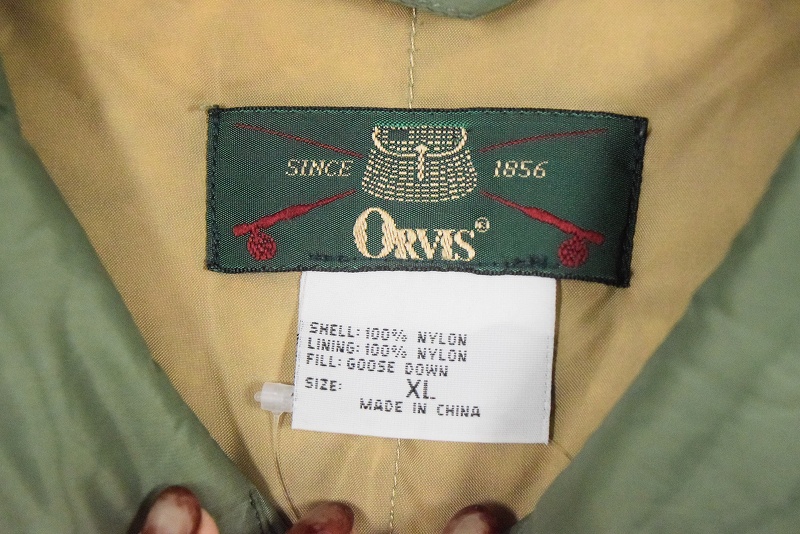 SINCE 1856
ORVIS®
SHELL: 100% NYLON
LINING: 100% NYLON
FILL: GOOSE DOWN
SIZE: XL
MADE IN CHINA